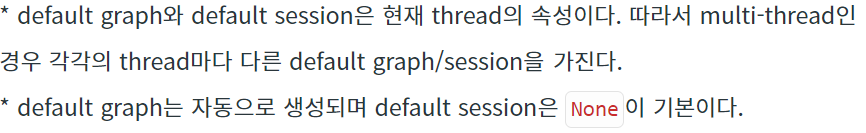 * default graph와 default session은 현재 thread의 속성이다. 따라서 multi-thread인
경우 각각의 thread마다 다른 default graph/session을 가진다.
* default graph는 자동으로 생성되며 default session은 None이 기본이다.